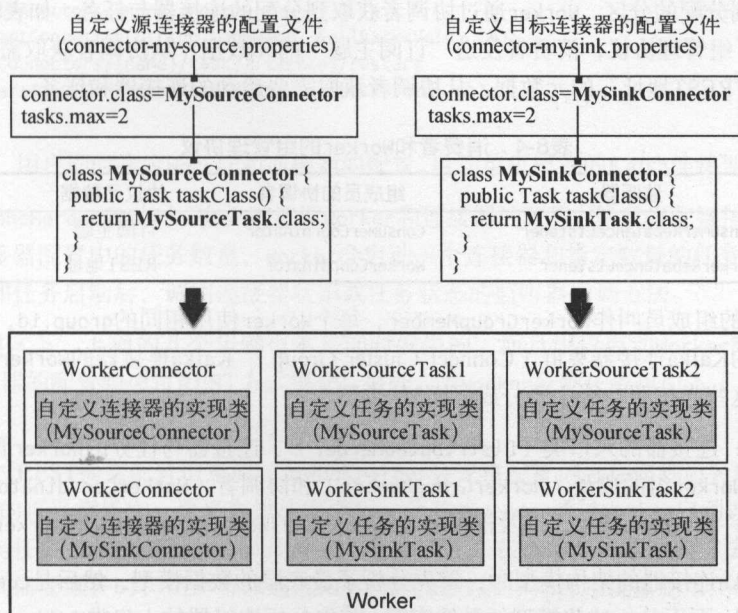 自定义源连接器的配置文件
(connector-my-source.properties)
自定义目标连接器的配置文件
(connector-my-sink.properties)
connector.class=MySourceConnector
tasks.max=2
connector.class=MySinkConnector
tasks.max=2
class MySourceConnector {
public Task taskClass() {
returnMySourceTask.class;
}
}
class MySinkConnector{
public Task taskClass() {
return MySinkTask.class;
}
}
WorkerConnector
自定义连接器的实现类
(MySourceConnector)
WorkerSourceTask1
自定义任务的实现类
(MySourceTask)
WorkerSourceTask2
自定义任务的实现类
(MySourceTask)
WorkerConnector
自定义连接器的实现类
(MySinkConnector)
WorkerSinkTask1
自定义任务的实现类
(MySinkTask)
WorkerSinkTask2
自定义任务的实现类
(MySinkTask)
Worker